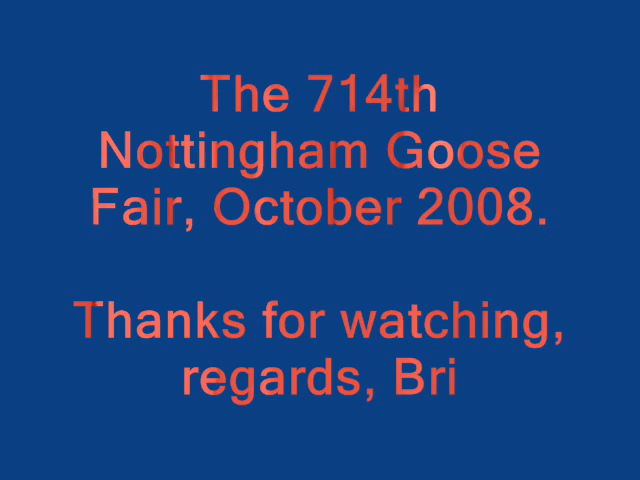 The 714th
Nottingham Goose
Fair, October 2008.
Thanks for watching,
regards, Bri